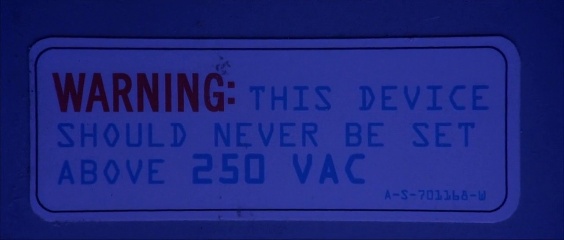 WARNING: THIS DEVICE
SHOULD NEVER BE SET
ABOVE 250 VAC
A-S-701168-W